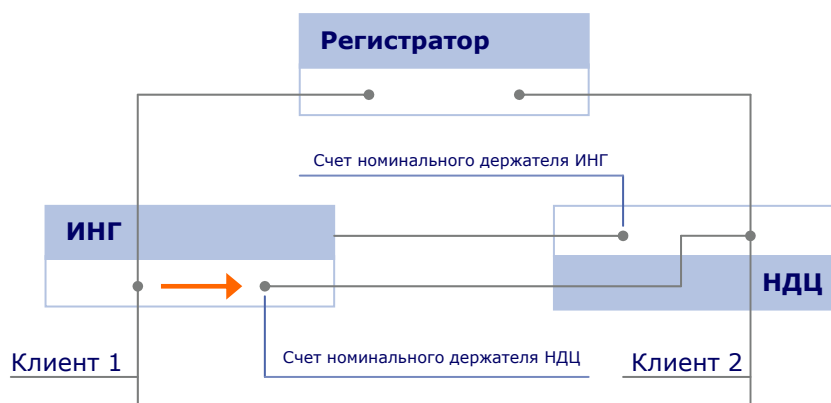 Регистратор
Счет номинального держателя ИНГ
ИНГ
НДЦ
Клиент 1
Счет номинального держателя НДЦ
Клиент 2